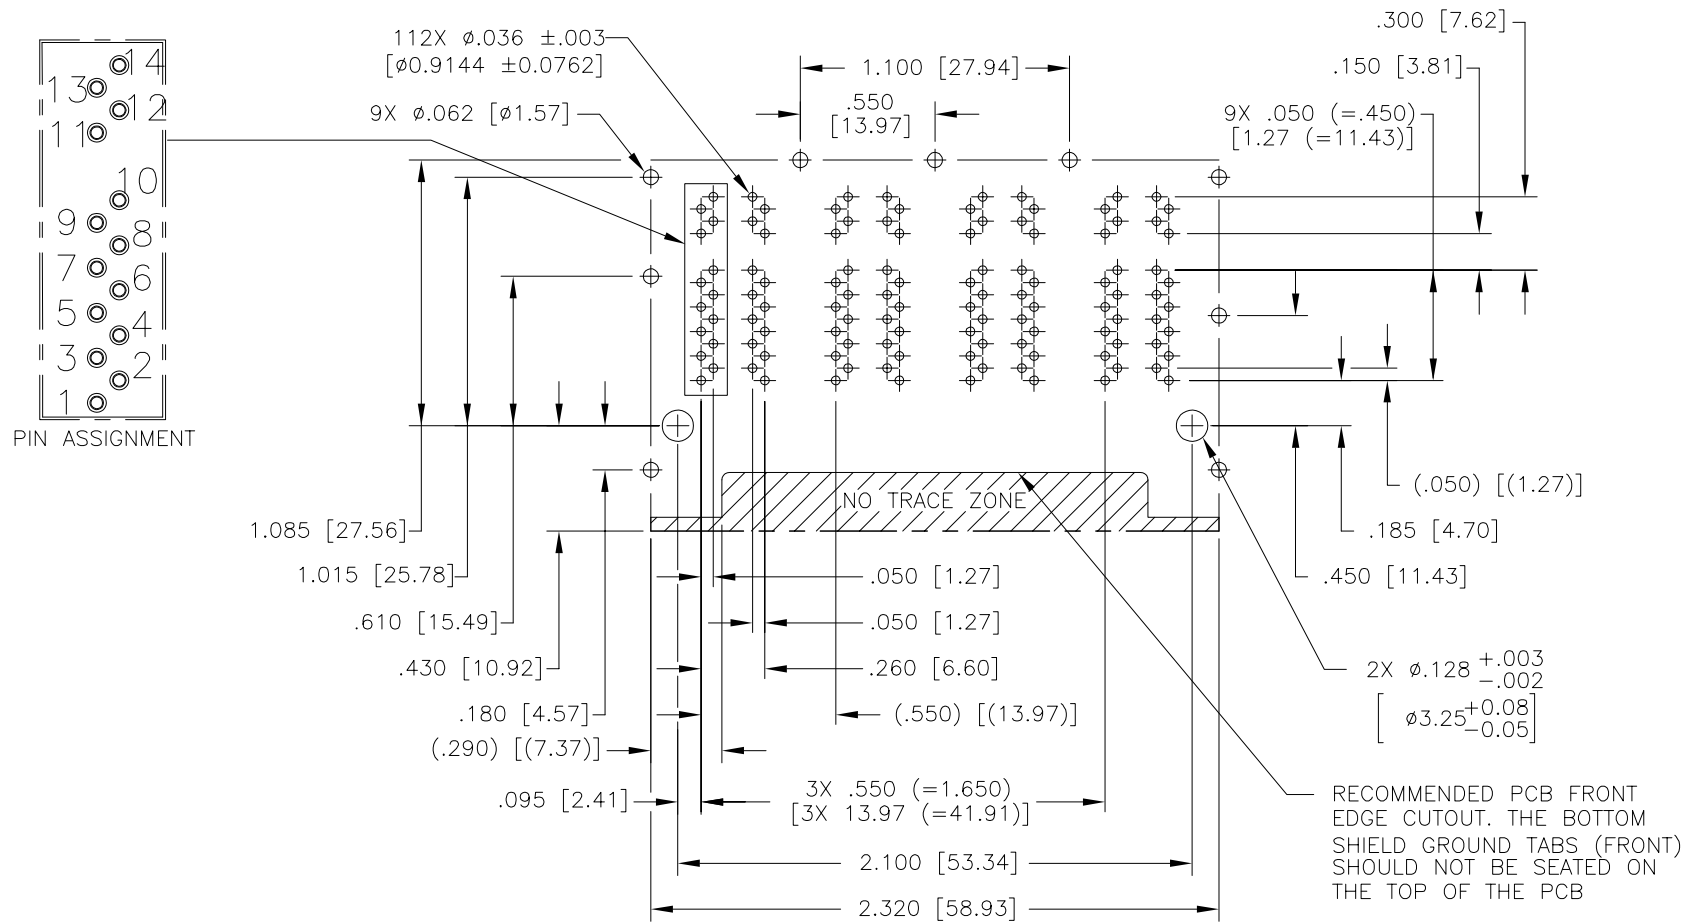 14
13
12
11
10
9
8
7
6
5
4
3
2
1
PIN ASSIGNMENT
112X ø.036 ±.003
[ø0.9144 ±0.0762]
9X ø.062 [ø1.57]
1.100 [27.94]
.550
[13.97]
.300 [7.62]
.150 [3.81]
9X .050 (=.450)
[1.27 (=11.43)]
NO TRACE ZONE
1.085 [27.56]
1.015 [25.78]
.610 [15.49]
.430 [10.92]
.180 [4.57]
(.290) [(7.37)]
.095 [2.41]
.050 [1.27]
.050 [1.27]
.260 [6.60]
(.550) [(13.97)]
3X .550 (=1.650)
[3X 13.97 (=41.91)]
2.100 [53.34]
2.320 [58.93]
(.050) [(1.27)]
.185 [4.70]
.450 [11.43]
2X ø.128 +.003
-.002
[ø3.25 +0.08
-0.05]
RECOMMENDED PCB FRONT
EDGE CUTOUT. THE BOTTOM
SHIELD GROUND TABS (FRONT)
SHOULD NOT BE SEATED ON
THE TOP OF THE PCB